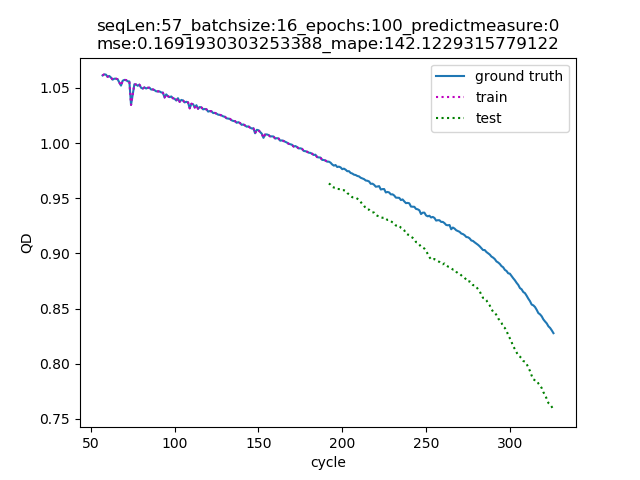 seqLen:57_batchsize:16_epochs:100_predictmeasure:0
mse:0.1691930303253388_mape:142.1229315779122
ground truth
train
test
1.05
1.00
0.95
0.90
0.85
0.80
0.75
QD
50
100
150
200
250
300
cycle